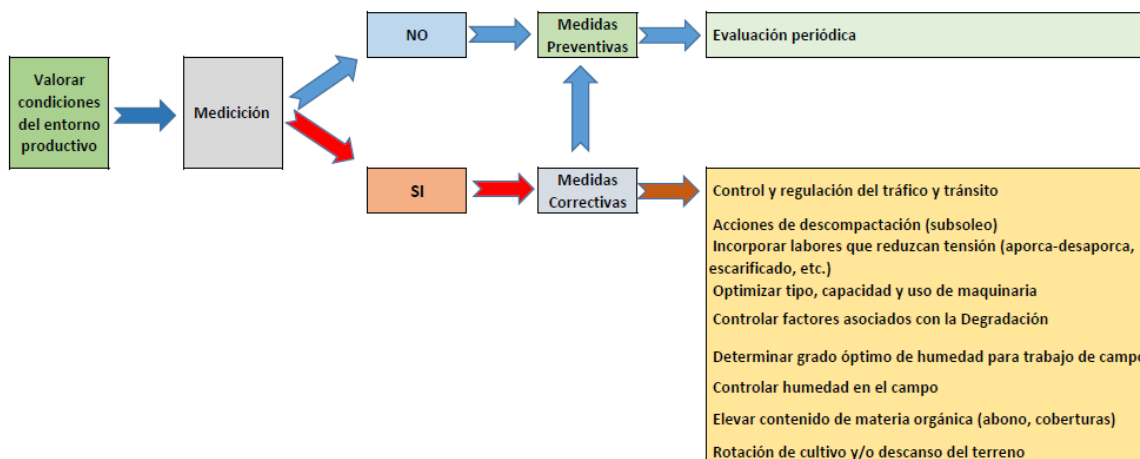 Valorar
condiciones
del entorno
productivo
Medicición
NO
Medidas
Preventivas
Evaluación periódica
SI
Medidas
Correctivas
Control y regulación del tráfico y tránsito
Acciones de descompactación (subsoleo)
Incorporar labores que reduzcan tensión (aporca-desaporca,
escarificado, etc.)
Optimizar tipo, capacidad y uso de maquinaria
Controlar factores asociados con la Degradación
Determinar grado óptimo de humedad para trabajo de campo
Controlar humedad en el campo
Elevar contenido de materia orgánica (abono, coberturas)
Rotación de cultivo y/o descanso del terreno